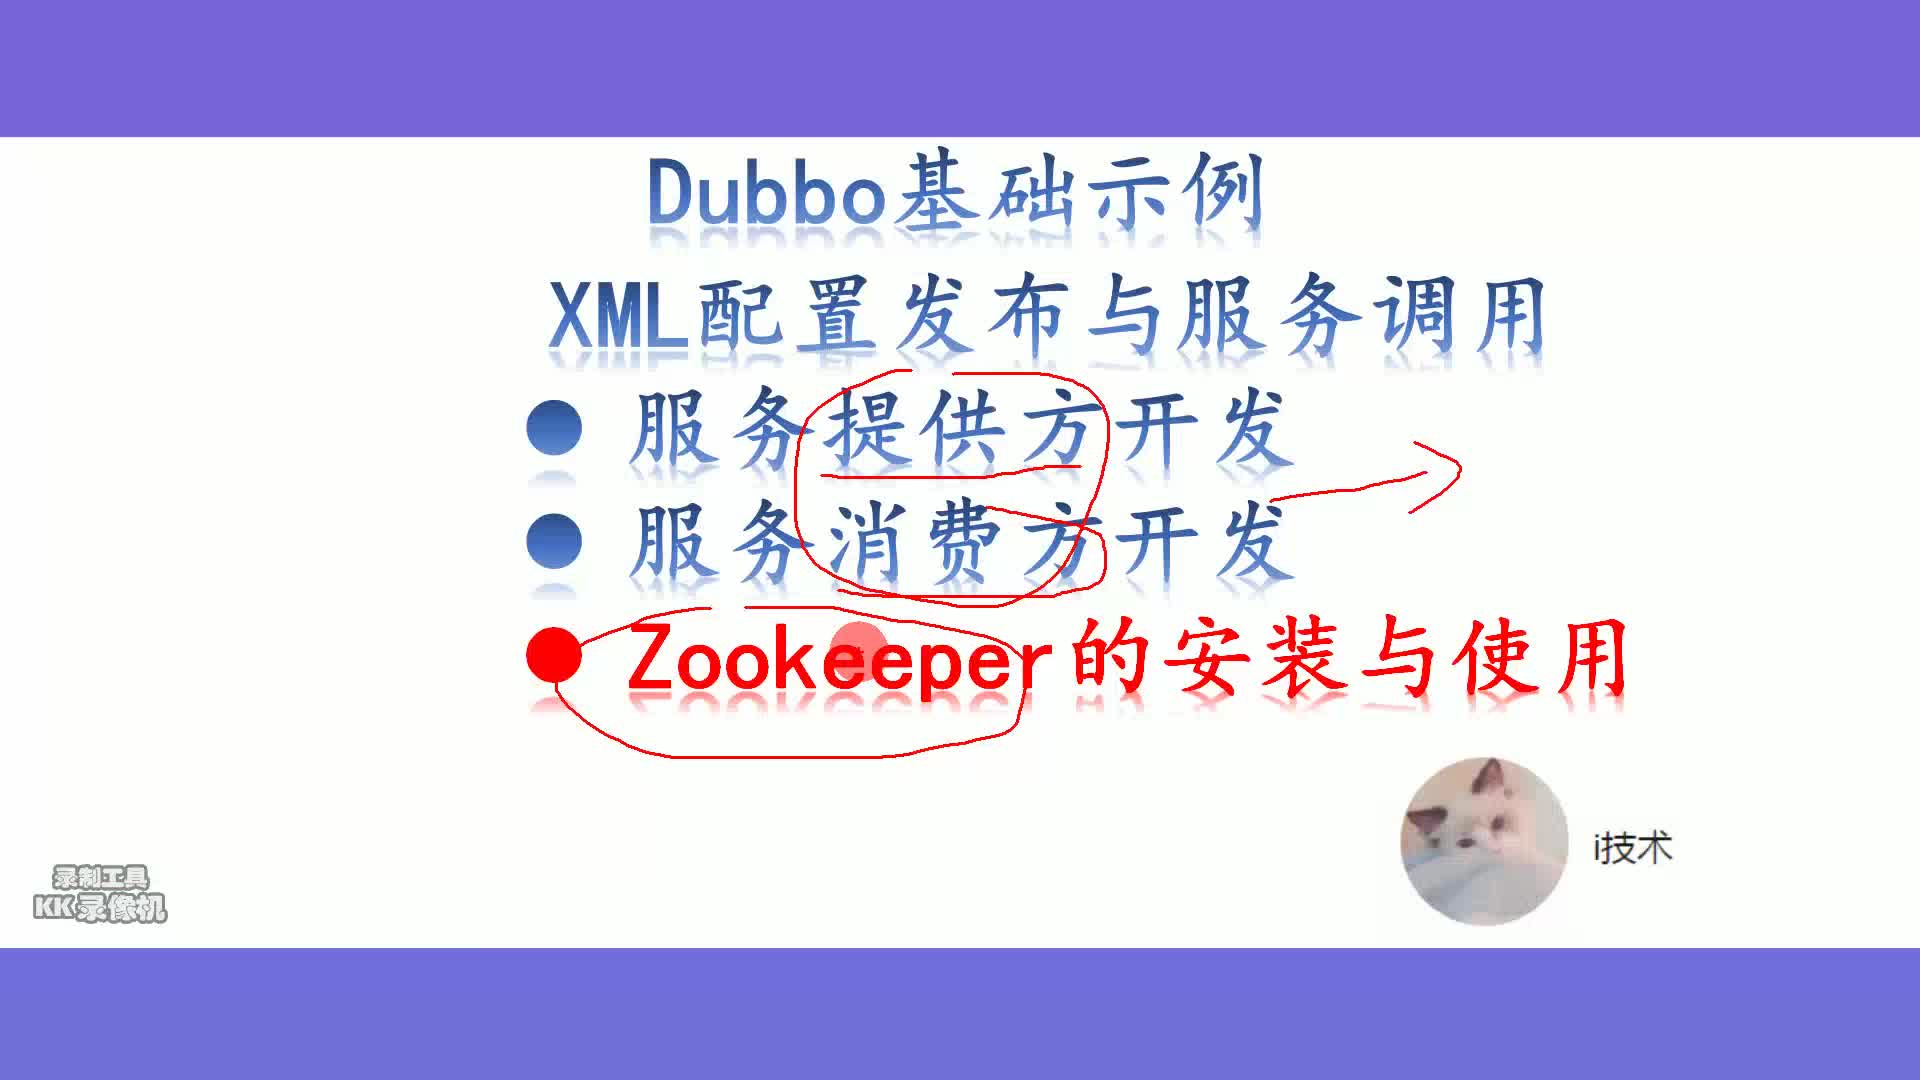 Dubbo基础示例
XML配置发布与服务调用
● 服务提供方开发
● 服务消费方开发
● Zookeeper的安装与使用
i技术
录制工具
KK录像机